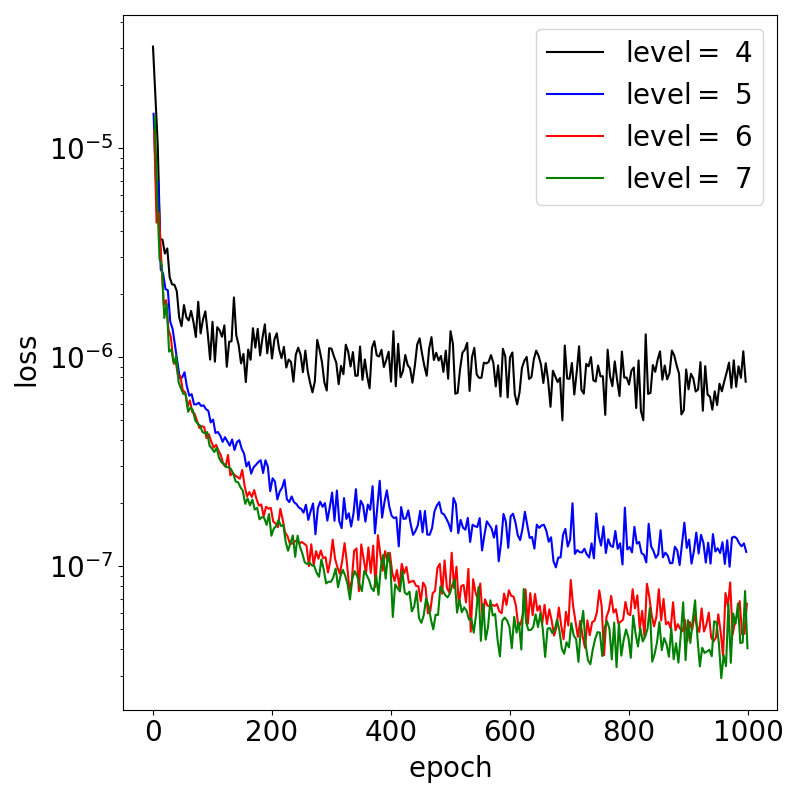 level= 4
level= 5
level= 6
level= 7
10⁻⁵
10⁻⁶
10⁻⁷
loss
0 200 400 600 800 1000
epoch